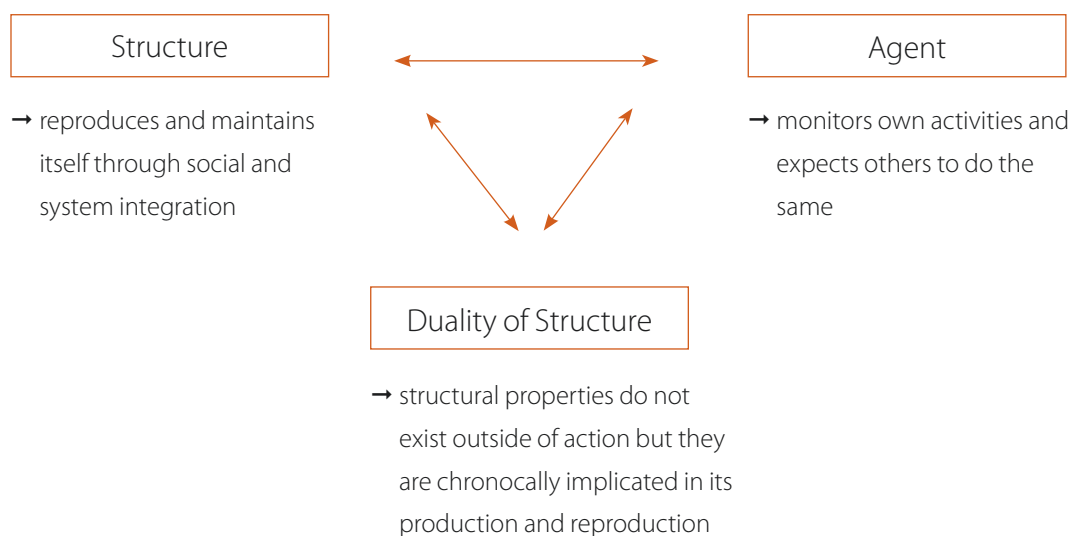 Structure
→ reproduces and maintains
itself through social and
system integration
Agent
→ monitors own activities and
expects others to do the
same
Duality of Structure
→ structural properties do not
exist outside of action but they
are chronocally implicated in its
production and reproduction